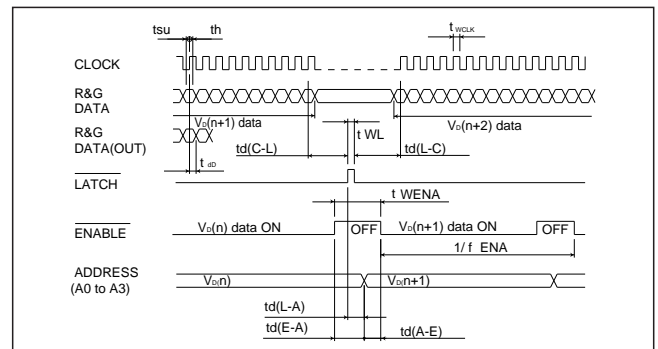 tsu th t WCLK
CLOCK
R&G
DATA
VD(n+1) data VD(n+2) data
t WL
R&G
DATA(OUT)
td(C-L) td(L-C)
t dD
LATCH
t WENA
ENABLE VD(n) data ON OFF VD(n+1) data ON OFF
1/ f ENA
ADDRESS
(A0 to A3) VD(n) VD(n+1)
td(L-A)
td(E-A) td(A-E)